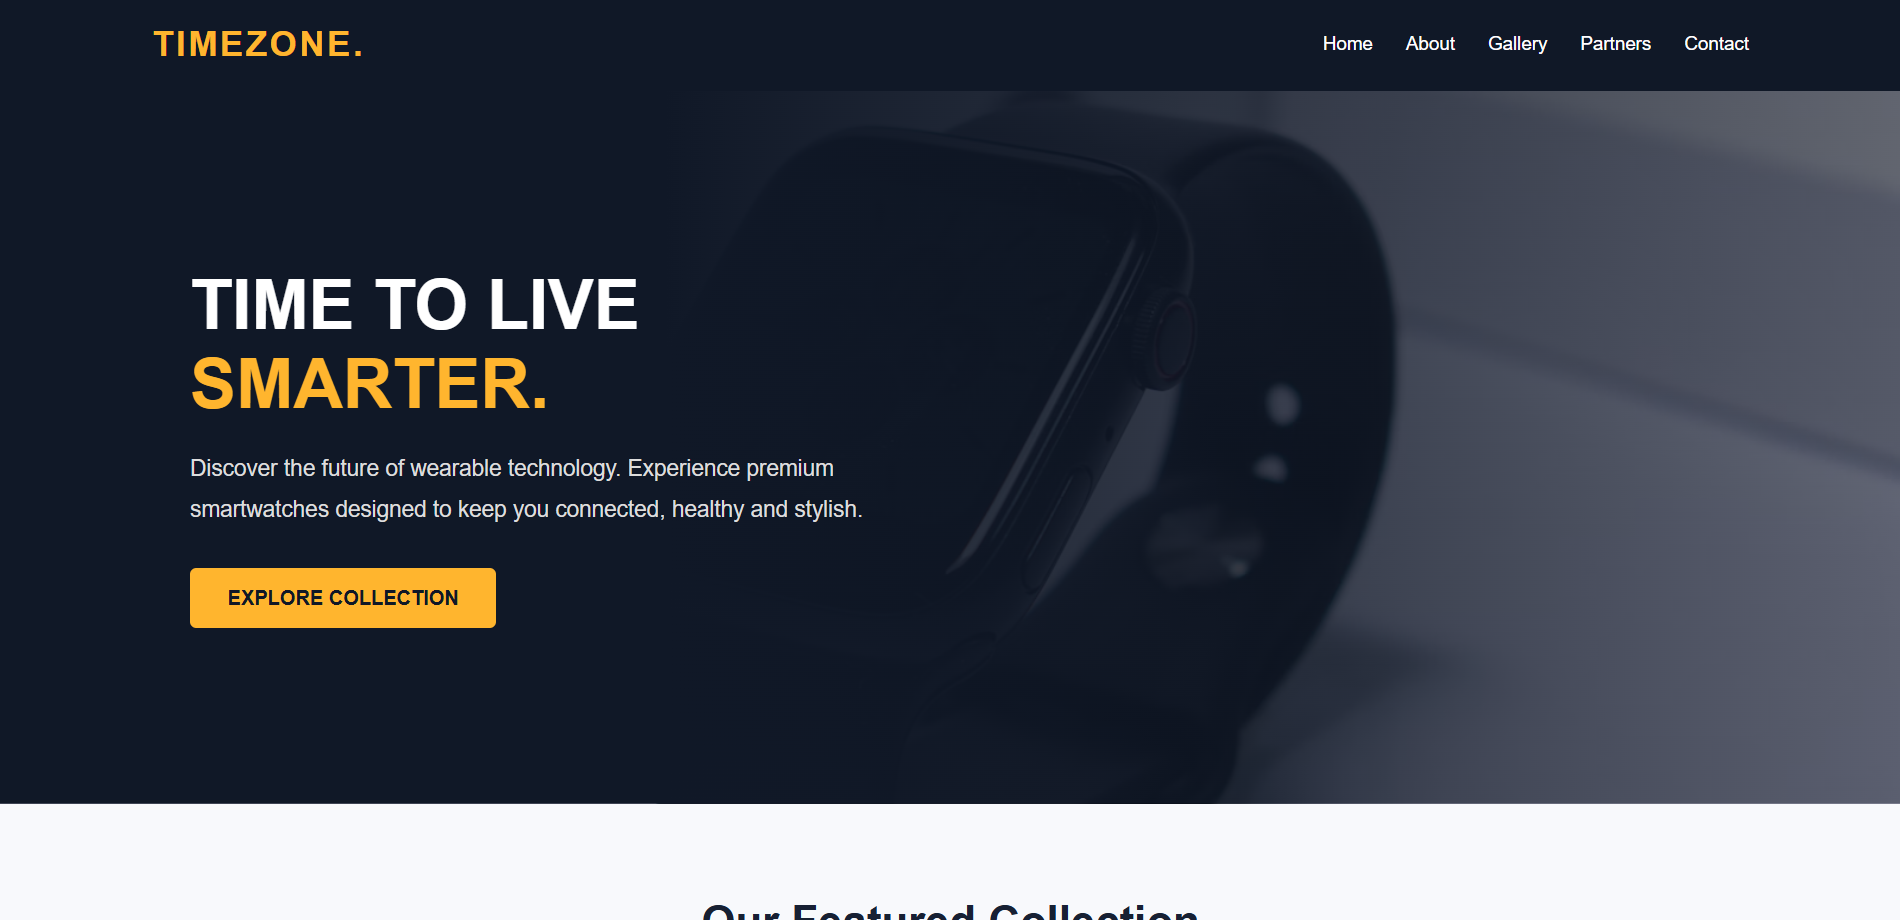 TIMEZONE.
Home About Gallery Partners Contact
TIME TO LIVE
SMARTER.
Discover the future of wearable technology. Experience premium
smartwatches designed to keep you connected, healthy and stylish.
EXPLORE COLLECTION
Our Featured Collection